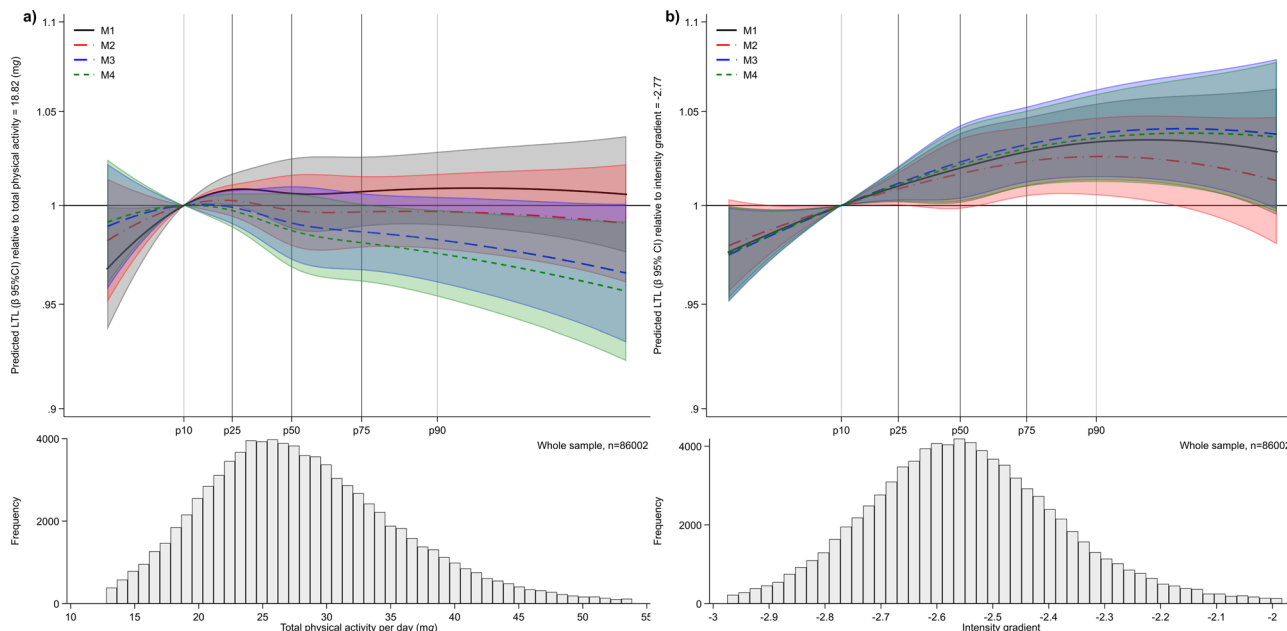 a)
1.1
1.05
1
.95
.9
Predicted LTL (β 95%CI) relative to total physical activity = 18.82 (mg)
M1
M2
M3
M4
p10 p25 p50 p75 p90
4000
2000
0
Frequency
Whole sample, n=86002
10 15 20 25 30 35 40 45 50 55
Total physical activity per day (mg)
b)
1.1
1.05
1
.95
.9
Predicted LTL (β 95% CI) relative to intensity gradient = -2.77
M1
M2
M3
M4
p10 p25 p50 p75 p90
4000
2000
0
Frequency
Whole sample, n=86002
-3 -2.9 -2.8 -2.7 -2.6 -2.5 -2.4 -2.3 -2.2 -2.1 -2
Intensity gradient